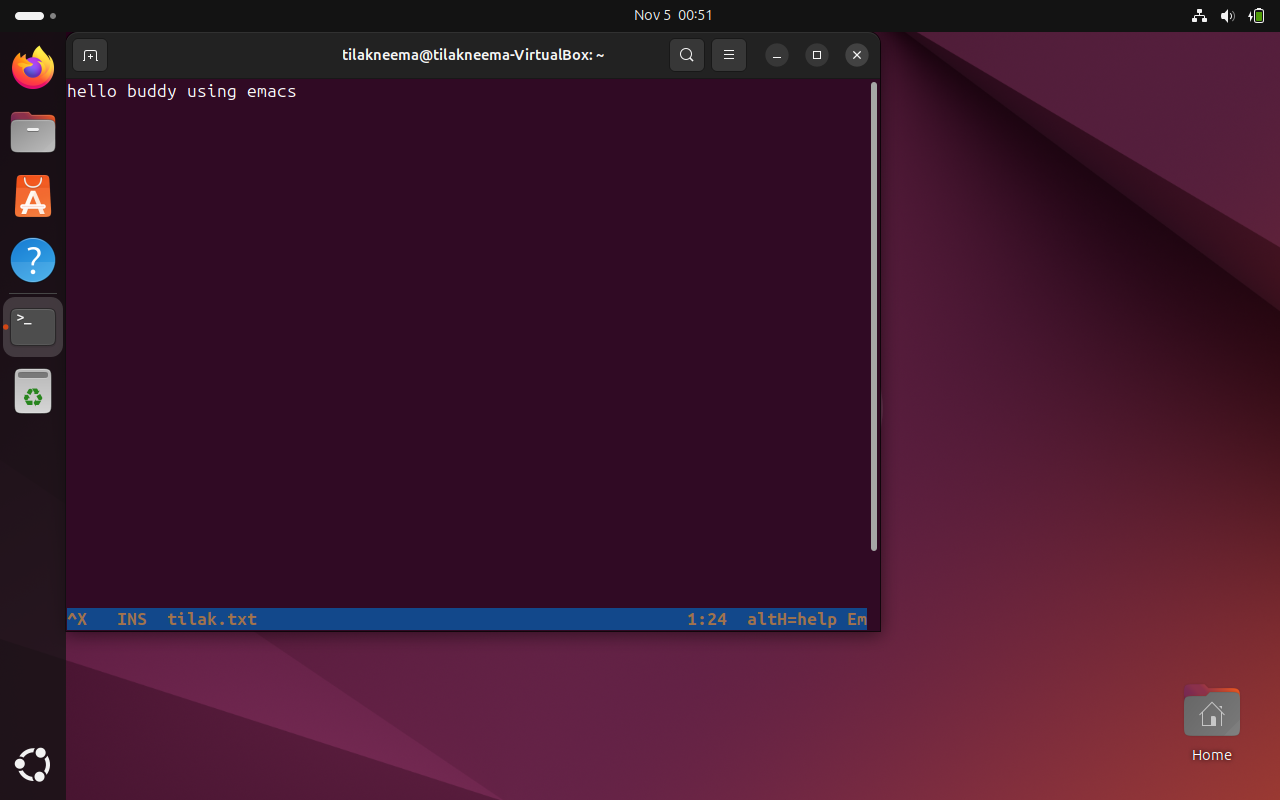 Nov 5 00:51
tilakneema@tilakneema-VirtualBox: ~
hello buddy using emacs
^X INS tilak.txt 1:24 altH=help Em
Home